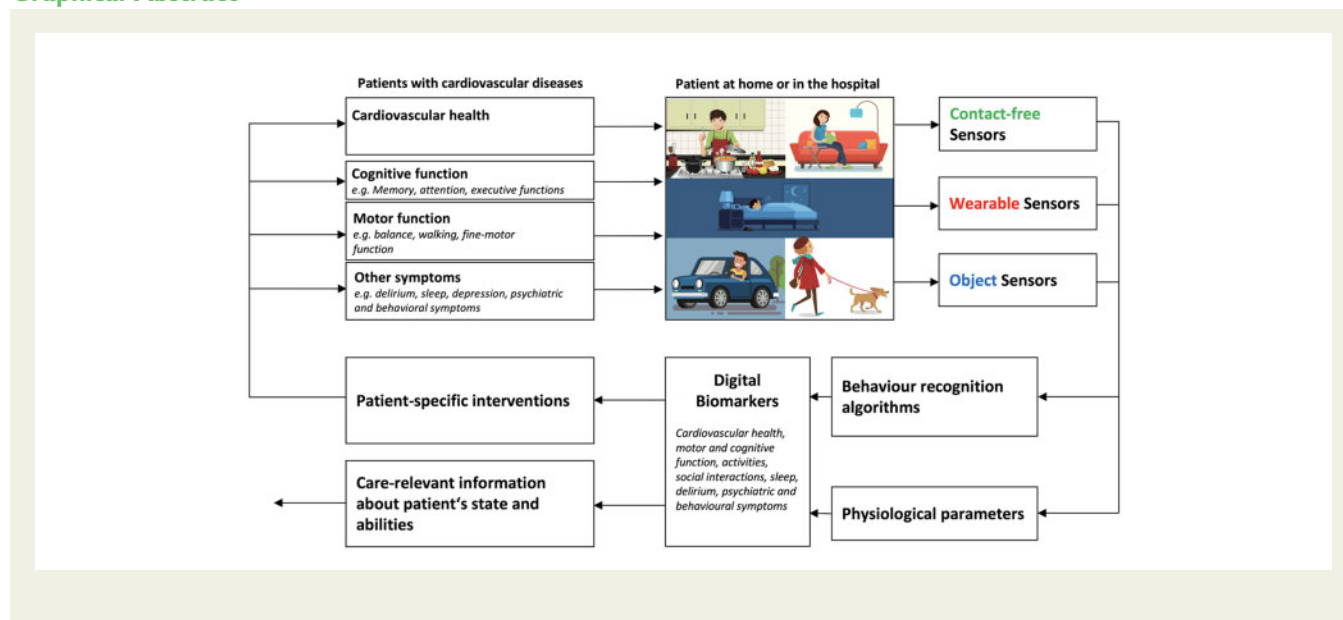 Graphical Abstract
Patients with cardiovascular diseases
Patient at home or in the hospital
Cardiovascular health
Cognitive function
e.g. Memory, attention, executive functions
Motor function
e.g. balance, walking, fine-motor
function
Other symptoms
e.g. delirium, sleep, depression, psychiatric
and behavioral symptoms
Contact-free
Sensors
Wearable Sensors
Object Sensors
Patient-specific interventions
Care-relevant information
about patient‘s state and
abilities
Digital
Biomarkers
Cardiovascular health,
motor and cognitive
function, activities,
social interactions, sleep,
delirium, psychiatric and
behavioural symptoms
Behaviour recognition
algorithms
Physiological parameters